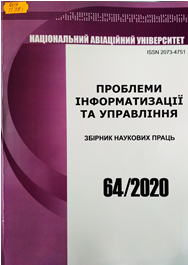 НАЦІОНАЛЬНИЙ АВІАЦІЙНИЙ УНІВЕРСИТЕТ
ISSN 2073-4751
ПРОБЛЕМИ
ІНФОРМАТИЗАЦІЇ
ТА УПРАВЛІННЯ
ЗБІРНИК НАУКОВИХ ПРАЦЬ
64/2020